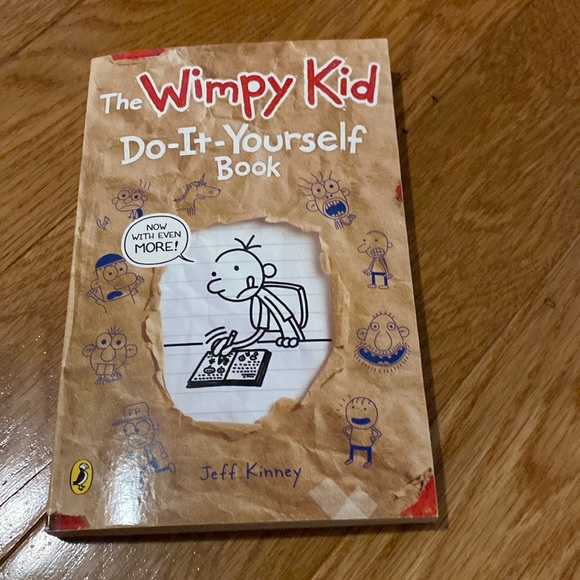 The Wimpy Kid
Do-It-Yourself
Book
NOW
WITH EVEN
MORE!
Jeff Kinney